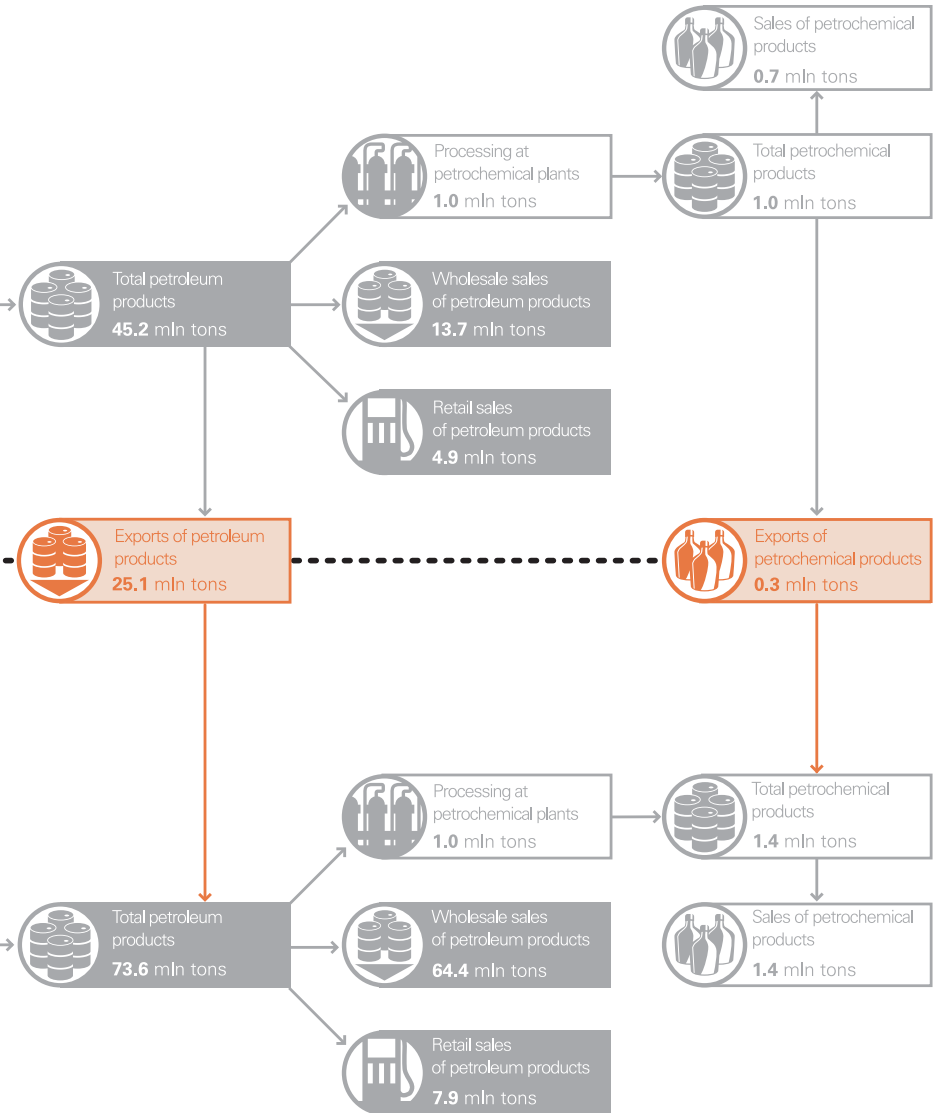 Sales of petrochemical
products
0.7 mln tons
Processing at
petrochemical plants
1.0 mln tons
Total petrochemical
products
1.0 mln tons
Total petroleum
products
45.2 mln tons
Wholesale sales
of petroleum products
13.7 mln tons
Retail sales
of petroleum products
4.9 mln tons
Exports of petroleum
products
25.1 mln tons
Exports of
petrochemical products
0.3 mln tons
Processing at
petrochemical plants
1.0 mln tons
Total petrochemical
products
1.4 mln tons
Total petroleum
products
73.6 mln tons
Wholesale sales
of petroleum products
64.4 mln tons
Sales of petrochemical
products
1.4 mln tons
Retail sales
of petroleum products
7.9 mln tons